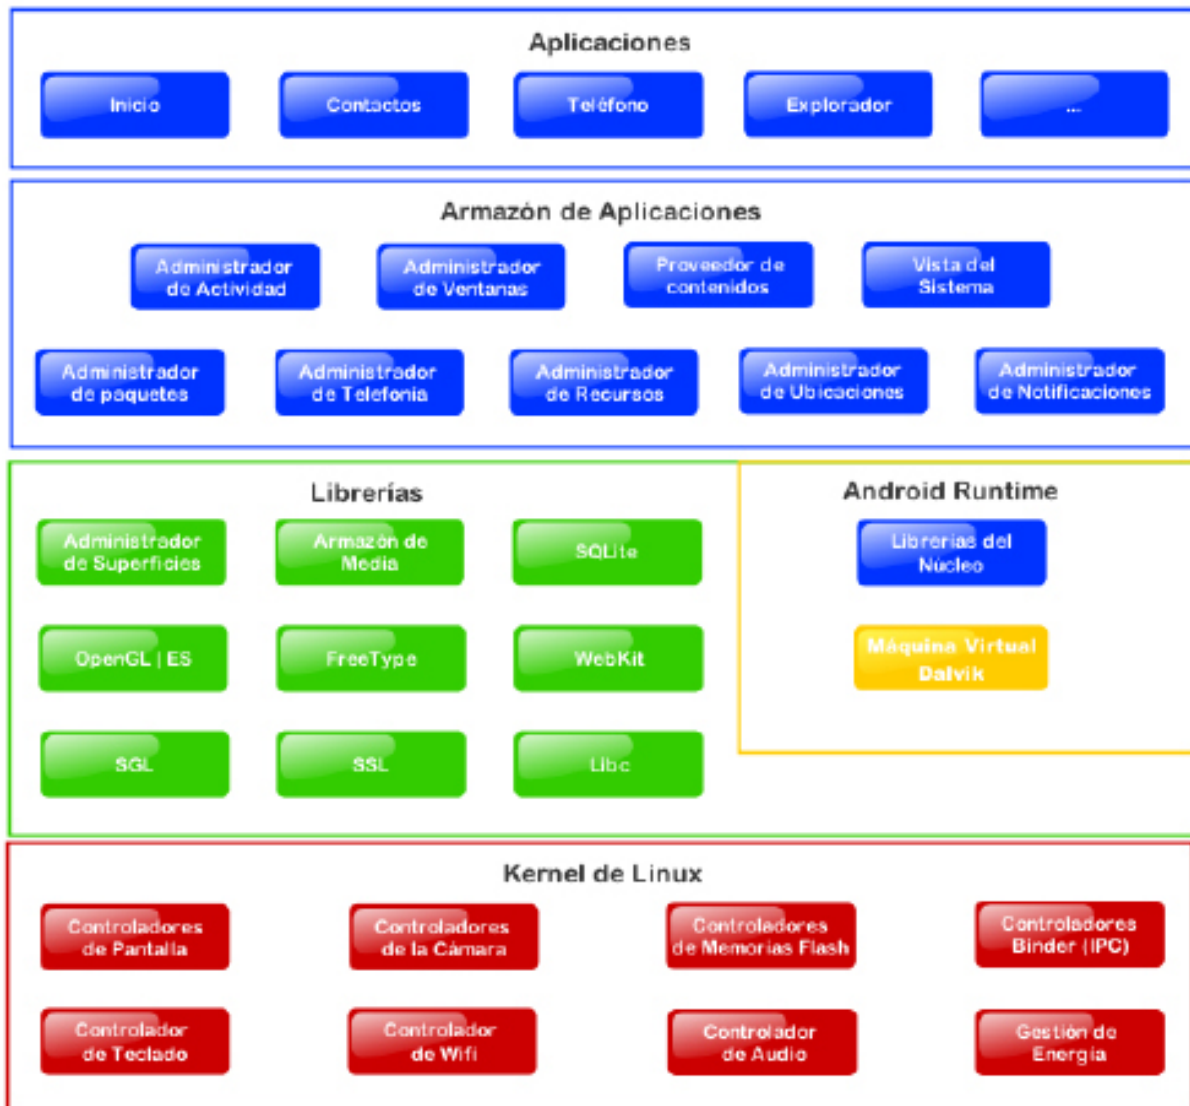 Aplicaciones
Inicio
Contactos
Teléfono
Explorador
...
Armazón de Aplicaciones
Administrador
de Actividad
Administrador
de Ventanas
Proveedor de
contenidos
Vista del
Sistema
Administrador
de paquetes
Administrador
de Telefonía
Administrador
de Recursos
Administrador
de Ubicaciones
Administrador
de Notificaciones
Librerías
Administrador
de Superficies
Armazón de
Media
SQLite
OpenGL | ES
FreeType
WebKit
SGL
SSL
Libc
Android Runtime
Librerías del
Núcleo
Máquina Virtual
Dalvik
Kernel de Linux
Controladores
de Pantalla
Controladores
de la Cámara
Controladores
de Memorias Flash
Controladores
Binder (IPC)
Controlador
de Teclado
Controlador
de Wifi
Controlador
de Audio
Gestión de
Energía